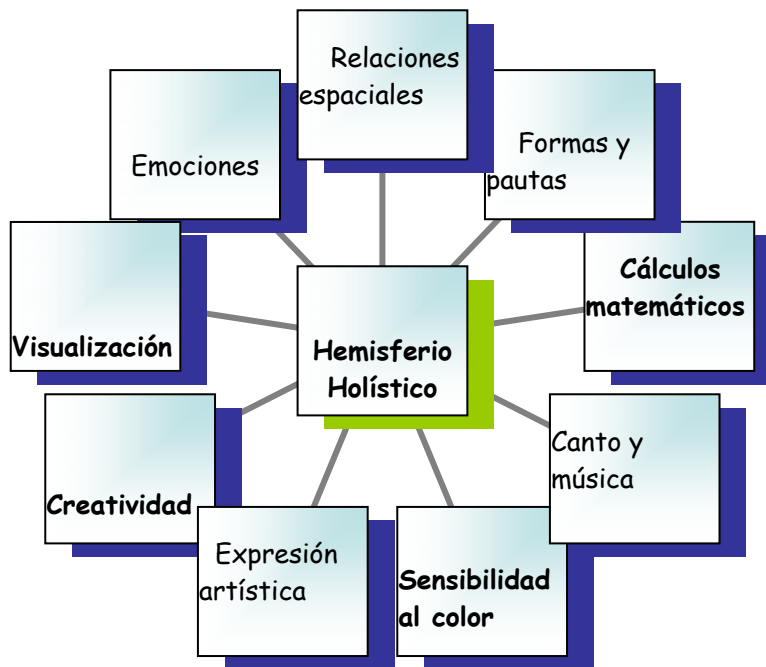 Relaciones
espaciales
Formas y
pautas
Cálculos
matemáticos
Canto y
música
Sensibilidad
al color
Expresión
artística
Creatividad
Visualización
Emociones
Hemisferio
Holístico